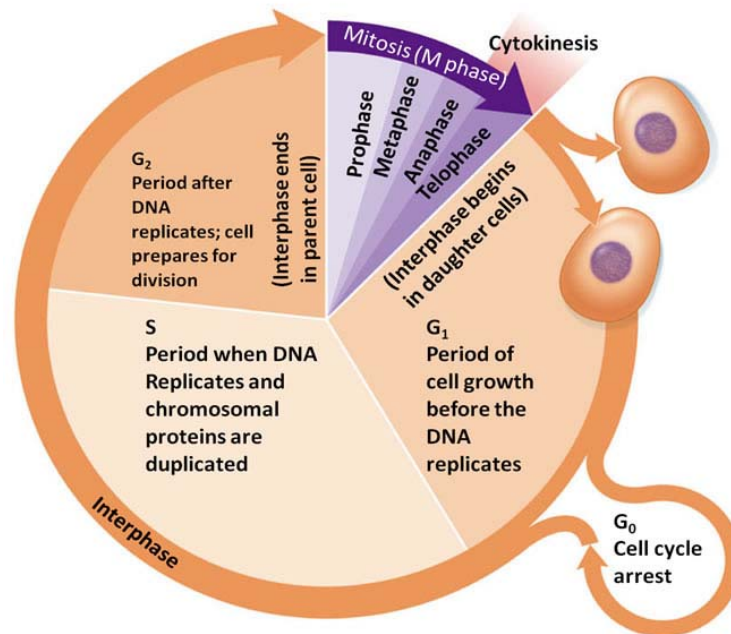 Mitosis (M phase)
Cytokinesis
Prophase
Metaphase
Anaphase
Telophase
G₂
Period after
DNA
replicates; cell
prepares for
division
(Interphase ends
in parent cell)
(Interphase begins
in daughter cells)
S
Period when DNA
Replicates and
chromosomal
proteins are
duplicated
G₁
Period of
cell growth
before the
DNA
replicates
Interphase
G₀
Cell cycle
arrest